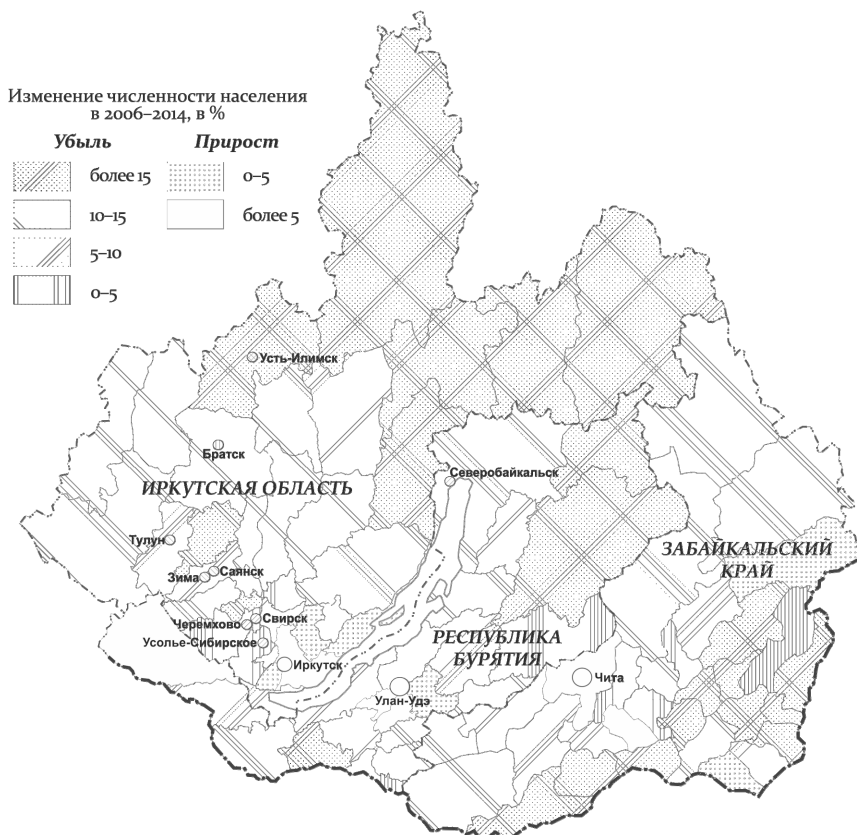 Изменение численности населения
в 2006–2014, в %
Убыль Прирост
более 15 0–5
10–15 более 5
5–10
0–5
Усть-Илимск
Братск
Северобайкальск
ИРКУТСКАЯ ОБЛАСТЬ
Тулун
ЗАБАЙКАЛЬСКИЙ
КРАЙ
Саянск
Зима
Свирск
Черемхово
РЕСПУБЛИКА
БУРЯТИЯ
Усолье-Сибирское
Иркутск
Чита
Улан-Удэ